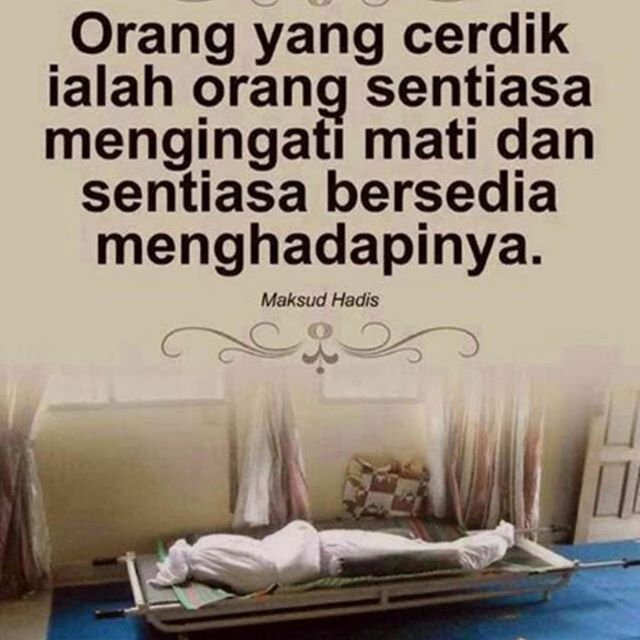 Orang yang cerdik
ialah orang sentiasa
mengingati mati dan
sentiasa bersedia
menghadapinya.
Maksud Hadis